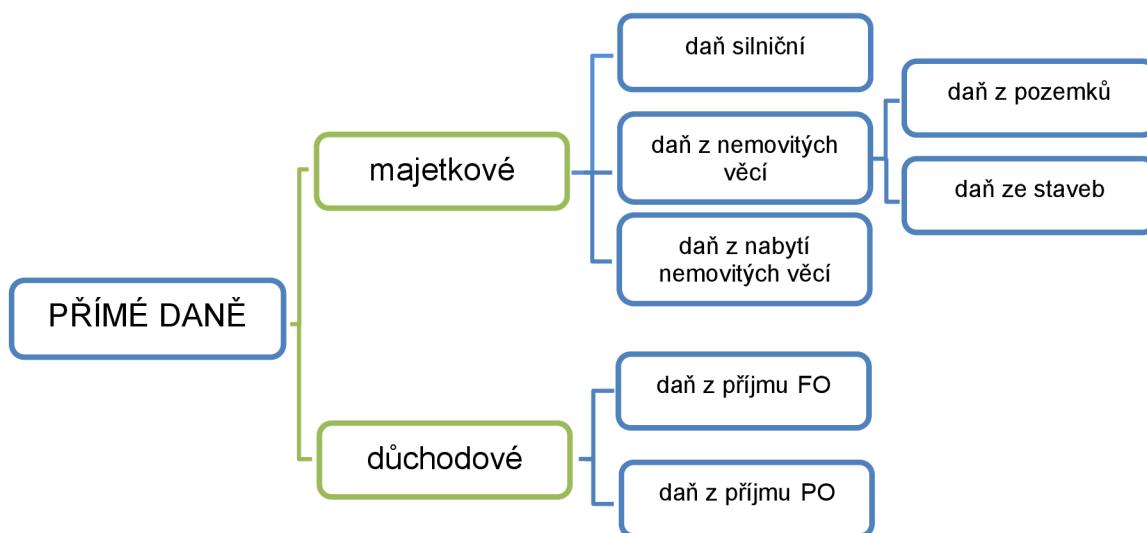 PŘÍMÉ DANĚ
majetkové
daň silniční
daň z nemovitých
věcí
daň z pozemků
daň ze staveb
daň z nabytí
nemovitých věcí
důchodové
daň z příjmu FO
daň z příjmu PO